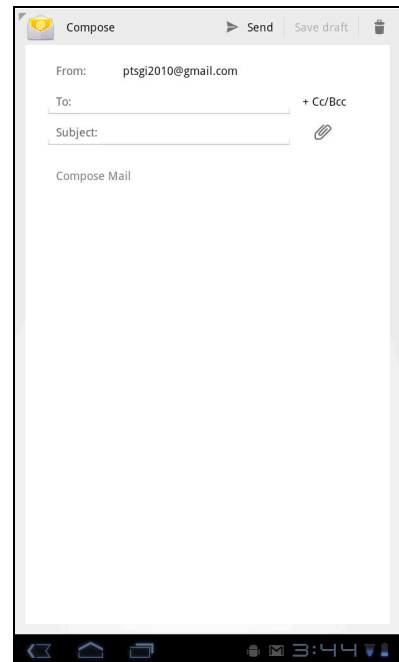 Compose Send Save draft
From: ptsgi2010@gmail.com
To: + Cc/Bcc
Subject:
Compose Mail
3:44